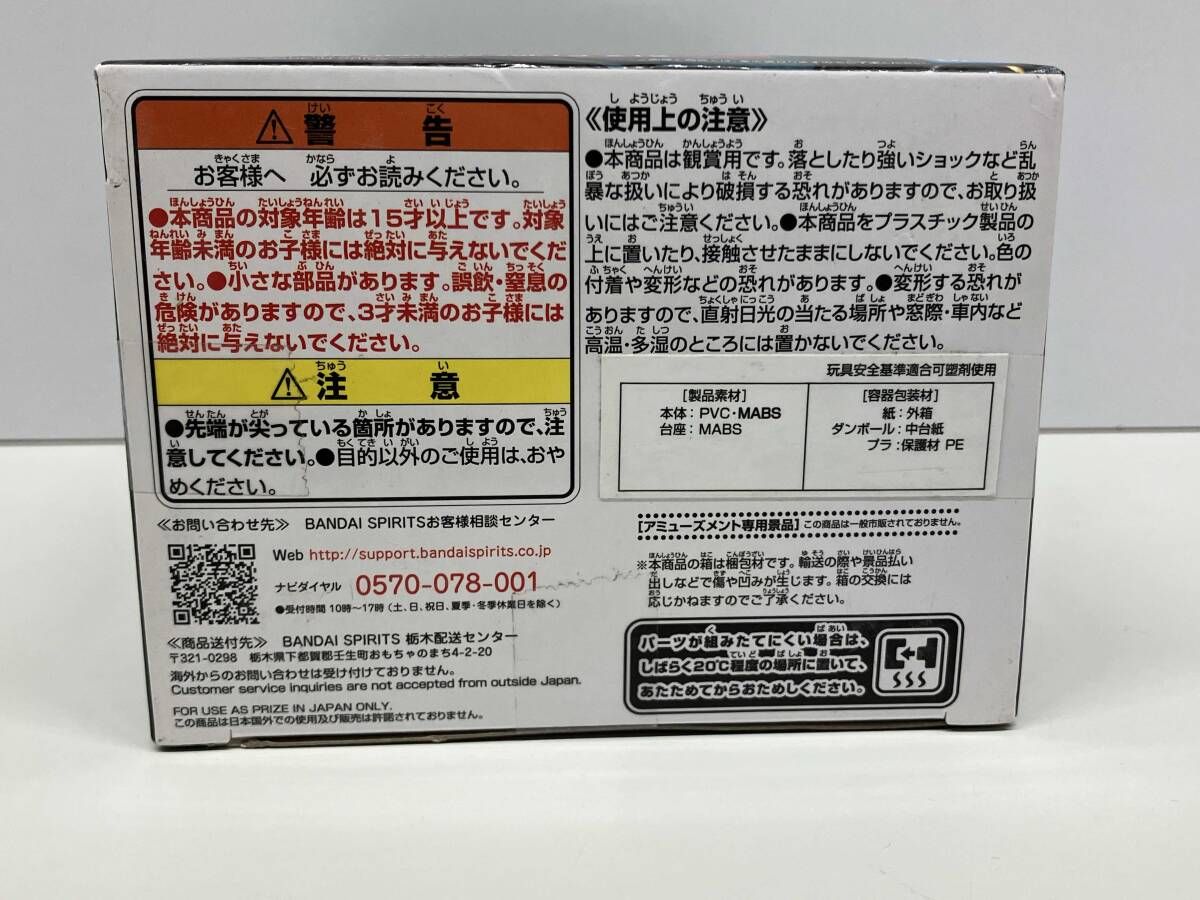 ⚠警告
お客様へ 必ずお読みください。
●本商品の対象年齢は15才以上です。対象
年齢未満のお子様には絶対に与えないでくだ
さい。●小さな部品があります。誤飲・窒息の
危険がありますので、3才未満のお子様には
絶対に与えないでください。
⚠注意
●先端が尖っている箇所がありますので、注
意してください。●目的以外のご使用は、おや
めください。
《使用上の注意》
●本商品は観賞用です。落としたり強いショックなど乱
暴な扱いにより破損する恐れがありますので、お取り扱
いにはご注意ください。●本商品をプラスチック製品の
上に置いたり、接触させたままにしないでください。色の
付着や変形などの恐れがあります。●変形する恐れが
ありますので、直射日光の当たる場所や窓際・車内など
高温・多湿のところには置かないでください。
玩具安全基準適合可塑剤使用
[製品素材]
本体: PVC・MABS
台座: MABS
[容器包装材]
紙:外箱
ダンボール:中台紙
プラ:保護材 PE
《お問い合わせ先》 BANDAI SPIRITSお客様相談センター
Web http://support.bandaispirits.co.jp
ナビダイヤル 0570-078-001
●受付時間 10時〜17時(土、日、祝日、夏季・冬季休業日を除く)
《商品送付先》 BANDAI SPIRITS 栃木配送センター
〒321-0298 栃木県下都賀郡壬生町おもちゃのまち4-2-20
海外からのお問い合わせは受け付けておりません。
Customer service inquiries are not accepted from outside Japan.
FOR USE AS PRIZE IN JAPAN ONLY.
この商品は日本国外での使用及び販売は許諾されておりません。
[アミューズメント専用景品] この商品は一般市販されておりません。
※本商品の箱は梱包材です。輸送の際や景品払い
出しなどで傷や凹みが生じます。箱の交換には
応じかねますのでご了承ください。
パーツが組みたてにくい場合は、
しばらく20℃程度の場所に置いて、
あたためてからおためしください。